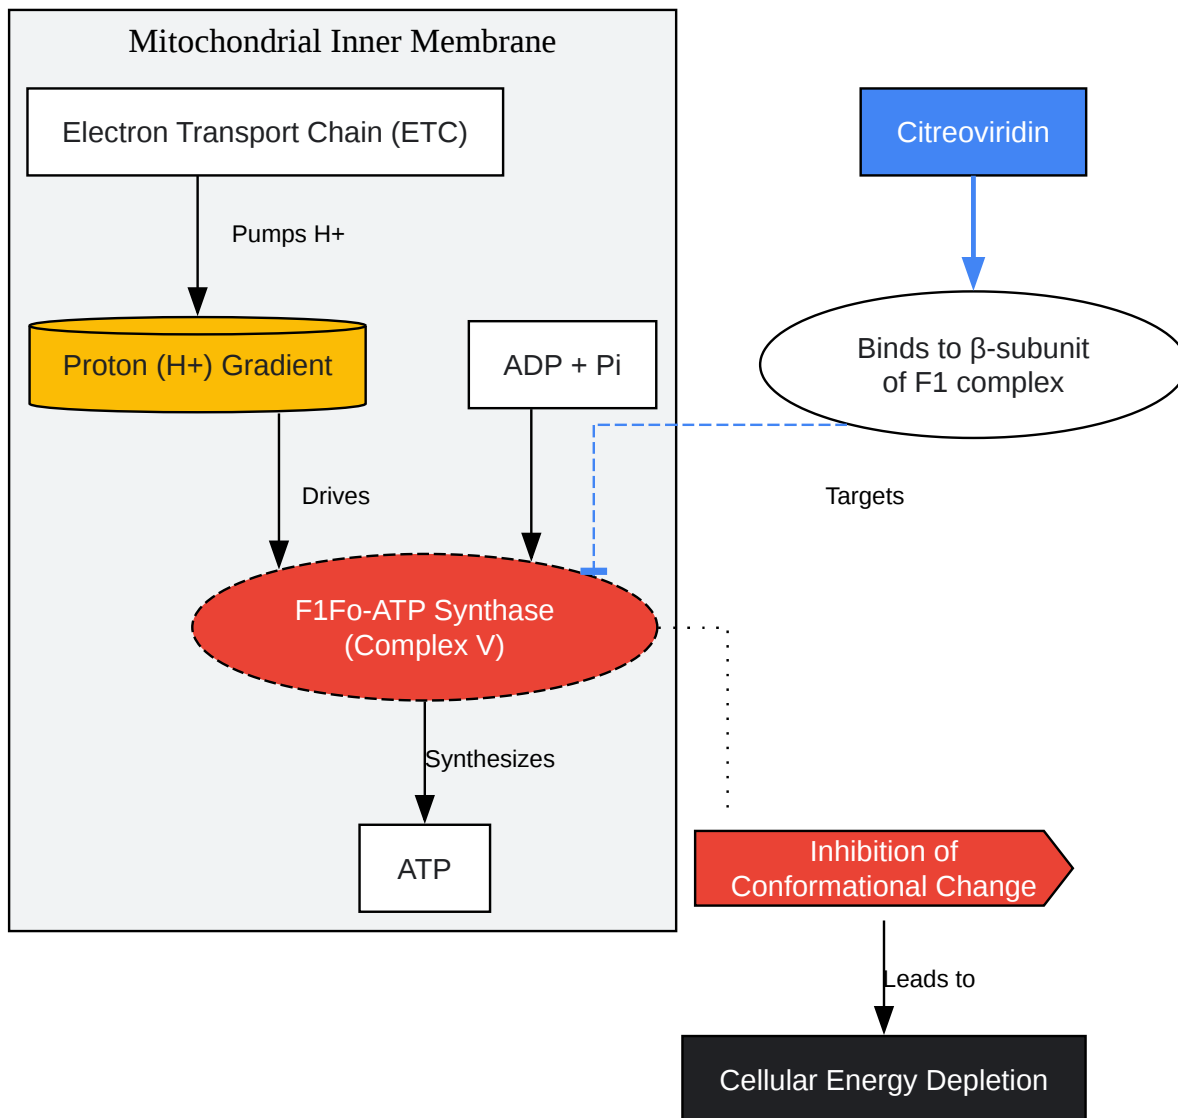 Mitochondrial Inner Membrane
Electron Transport Chain (ETC)
Citreoviridin
Pumps H+
Proton (H+) Gradient
ADP + Pi
Binds to β-subunit
of F1 complex
Drives
Targets
F1Fo-ATP Synthase
(Complex V)
Synthesizes
ATP
Inhibition of
Conformational Change
Leads to
Cellular Energy Depletion